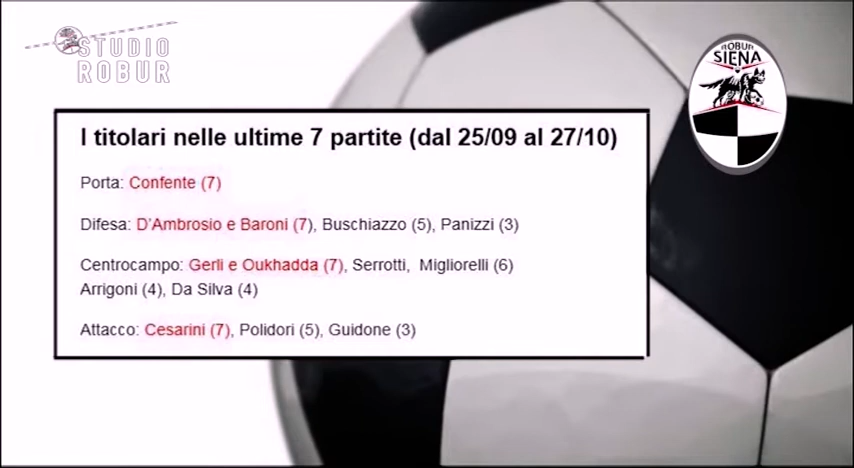 STUDIO
ROBUR
ROBUR
SIENA
I titolari nelle ultime 7 partite (dal 25/09 al 27/10)
Porta: Confente (7)
Difesa: D'Ambrosio e Baroni (7), Buschiazzo (5), Panizzi (3)
Centrocampo: Gerli e Oukhadda (7), Serrotti, Migliorelli (6)
Arrigoni (4), Da Silva (4)
Attacco: Cesarini (7), Polidori (5), Guidone (3)